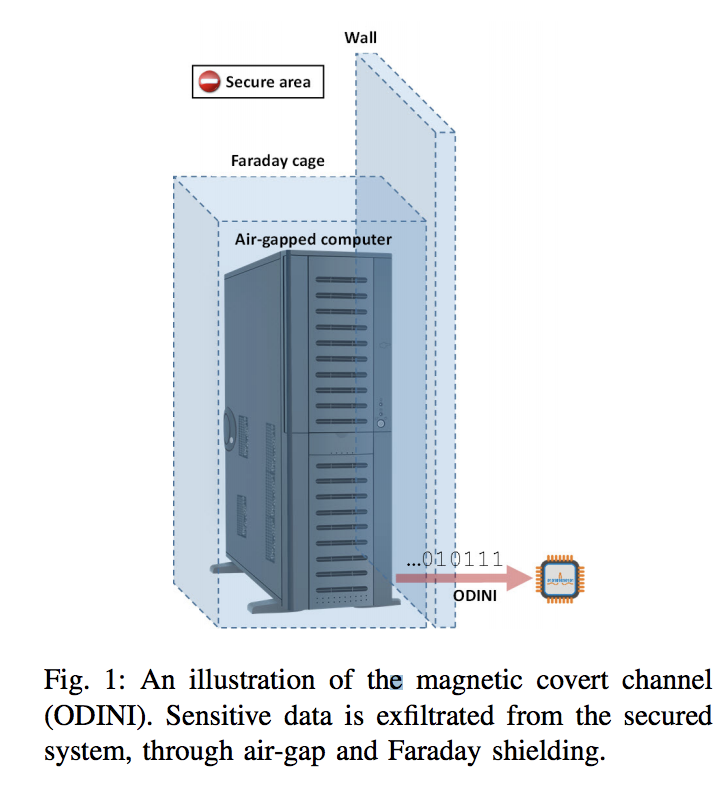 Wall
Secure area
Faraday cage
Air-gapped computer
...010111
ODINI
Fig. 1: An illustration of the magnetic covert channel
(ODINI). Sensitive data is exfiltrated from the secured
system, through air-gap and Faraday shielding.